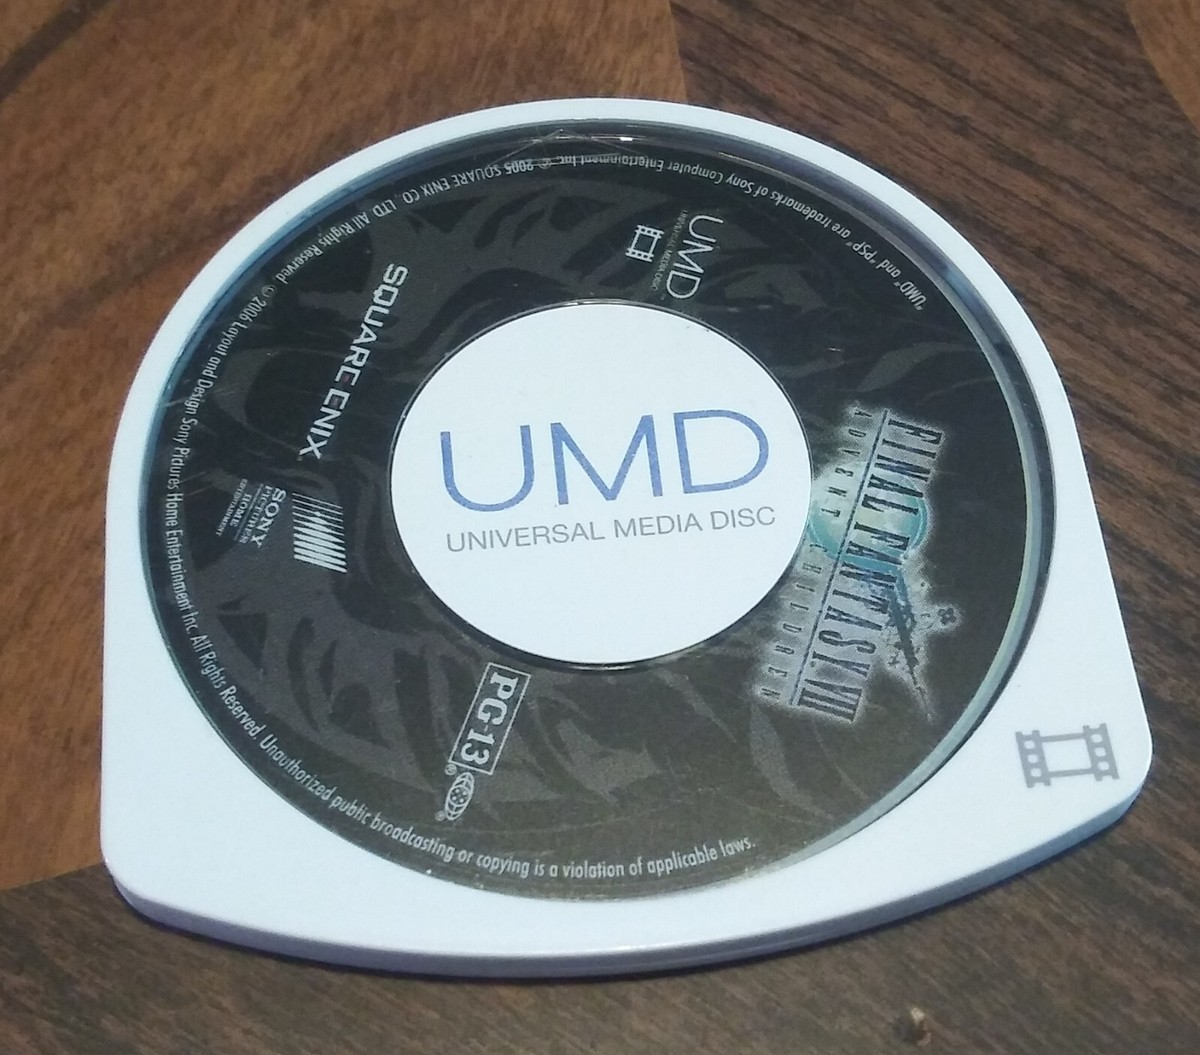 UMD
UNIVERSAL MEDIA DISC
FINAL FANTASY VII
ADVENT CHILDREN
UMD
UNIVERSAL MEDIA DISC
SQUARE ENIX
SONY
PICTURES
HOME
ENTERTAINMENT
PG-13
"UMD" and "PSP" are trademarks of Sony Computer Entertainment Inc. © 2005 SQUARE ENIX CO., LTD All Rights Reserved © 2006 Layout and Design Sony Pictures Home Entertainment Inc. All Rights Reserved. Unauthorized public broadcasting or copying is a violation of applicable laws.